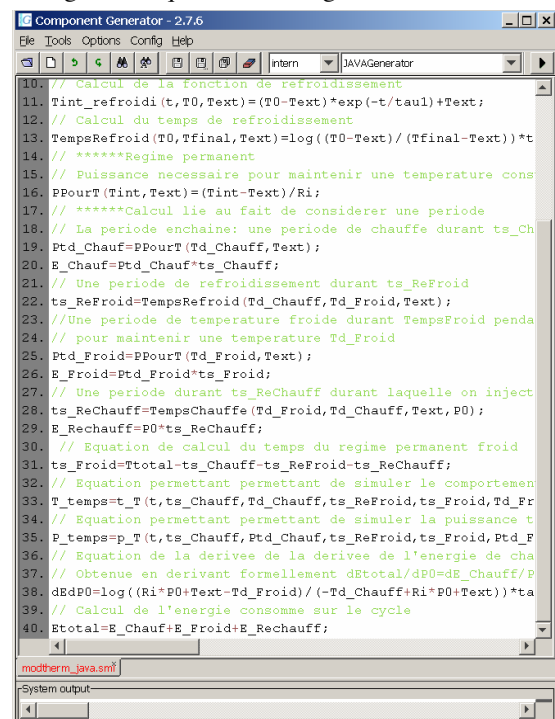 Component Generator - 2.7.6
File Tools Options Config Help
intern JAVAGenerator
10. // Calcul de la fonction de refroidissement
11. Tint_refroidi(t,T0,Text)=(T0-Text)*exp(-t/tau1)+Text;
12. // Calcul du temps de refroidissement
13. TempsRefroid(T0,Tfinal,Text)=log((T0-Text)/(Tfinal-Text))*t
14. // ******Regime permanent
15. // Puissance necessaire pour maintenir une temperature cons
16. PPourT(Tint,Text)=(Tint-Text)/Ri;
17. // ******Calcul lie au fait de considerer une periode
18. // La periode enchaine: une periode de chauffe durant ts_Ch
19. Ptd_Chauf=PPourT(Td_Chauff,Text);
20. E_Chauf=Ptd_Chauf*ts_Chauff;
21. // Une periode de refroidissement durant ts_ReFroid
22. ts_ReFroid=TempsRefroid(Td_Chauff,Td_Froid,Text);
23. //Une periode de temperature froide durant TempsFroid penda
24. // pour maintenir une temperature Td_Froid
25. Ptd_Froid=PPourT(Td_Froid,Text);
26. E_Froid=Ptd_Froid*ts_Froid;
27. // Une periode durant ts_ReChauff durant laquelle on inject
28. ts_ReChauff=TempsChauffe(Td_Froid,Td_Chauff,Text,P0);
29. E_Rechauff=P0*ts_ReChauff;
30. // Equation de calcul du temps du regime permanent froid
31. ts_Froid=Ttotal-ts_Chauff-ts_ReFroid-ts_ReChauff;
32. // Equation permettant permettant de simuler le comportemen
33. T_temps=t_T(t,ts_Chauff,Td_Chauff,ts_ReFroid,ts_Froid,Td_Fr
34. // Equation permettant permettant de simuler la puissance t
35. P_temps=p_T(t,ts_Chauff,Ptd_Chauf,ts_ReFroid,ts_Froid,Ptd_F
36. // Equation de la derivee de la derivee de l'energie de cha
37. // Obtenue en derivant formellement dEtotal/dP0=dE_Chauff/P
38. dEdP0=log((Ri*P0+Text-Td_Froid)/(-Td_Chauff+Ri*P0+Text))*ta
39. // Calcul de l'energie consomme sur le cycle
40. Etotal=E_Chauf+E_Froid+E_Rechauff;
modtherm_java.sml
System output